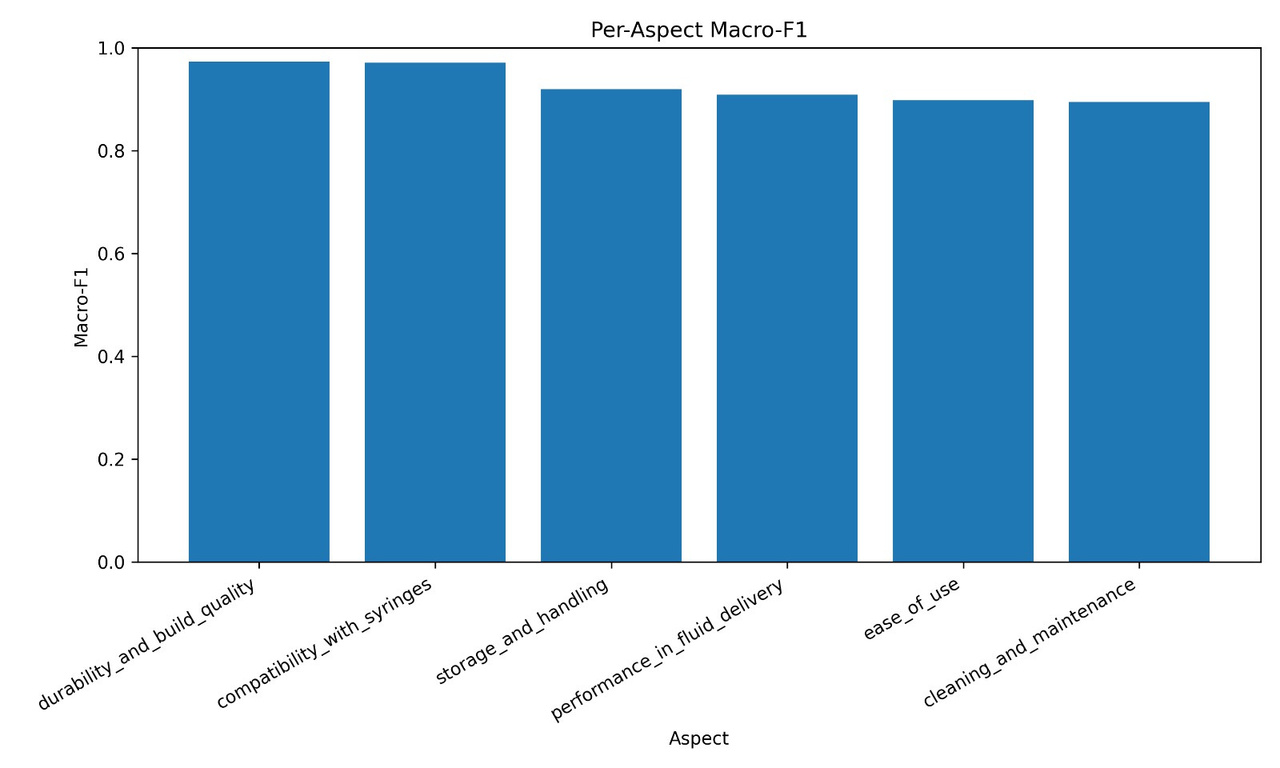 Per-Aspect Macro-F1
1.0
0.8
0.6
0.4
0.2
0.0
Macro-F1
durability_and_build_quality
compatibility_with_syringes
storage_and_handling
performance_in_fluid_delivery
ease_of_use
cleaning_and_maintenance
Aspect